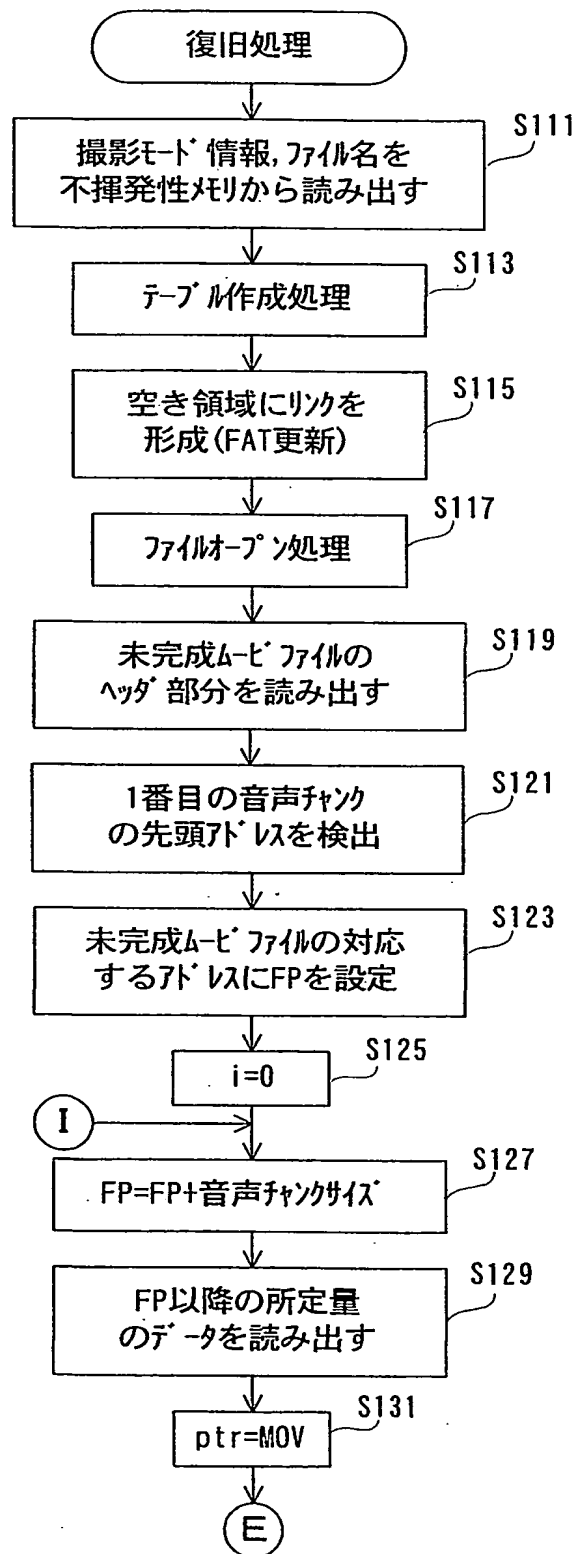 復旧処理
S111
撮影モード情報,ファイル名を
不揮発性メモリから読み出す
S113
テーブル作成処理
S115
空き領域にリンクを
形成(FAT更新)
S117
ファイルオープン処理
S119
未完成ムービファイルの
ヘッダ部分を読み出す
S121
1番目の音声チャンク
の先頭アドレスを検出
S123
未完成ムービファイルの対応
するアドレスにFPを設定
S125
i=0
I
S127
FP=FP+音声チャンクサイズ
S129
FP以降の所定量
のデータを読み出す
S131
ptr=MOV
E